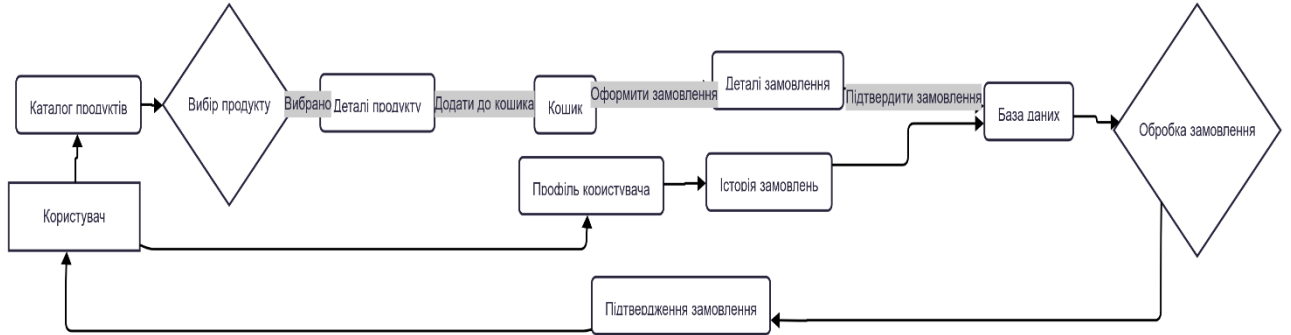 Каталог продуктів
Вибір продукту
Вибрано
Деталі продукту
Додати до кошика
Кошик
Оформити замовлення
Деталі замовлення
Підтвердити замовлення
База даних
Обробка замовлення
Профіль користувача
Історія замовлень
Користувач
Підтвердження замовлення